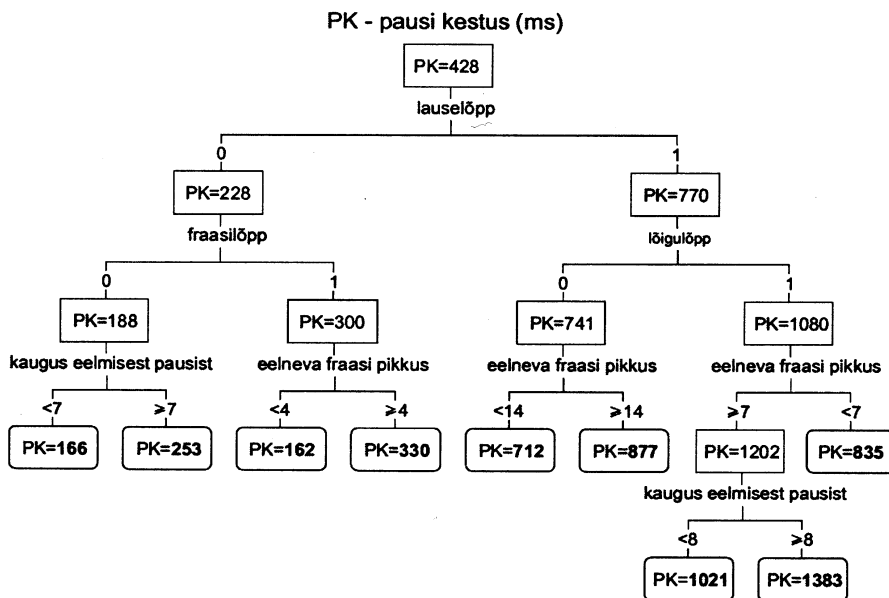 PK - pausi kestus (ms)
PK=428
lauselõpp
0 1
PK=228 PK=770
fraasilõpp lõigulõpp
0 1 0 1
PK=188 PK=300 PK=741 PK=1080
kaugus eelmisest pausist eelneva fraasi pikkus eelneva fraasi pikkus eelneva fraasi pikkus
<7 ⩾7 <4 ⩾4 <14 ⩾14 ⩾7 <7
PK=166 PK=253 PK=162 PK=330 PK=712 PK=877 PK=1202 PK=835
kaugus eelmisest pausist
<8 ⩾8
PK=1021 PK=1383